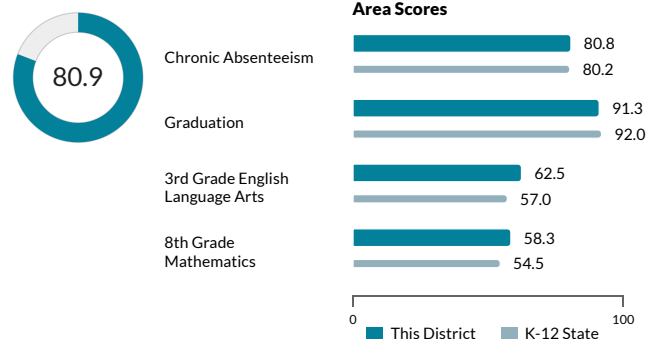 Area Scores
80.9
Chronic Absenteeism
80.8
80.2
Graduation
91.3
92.0
3rd Grade English
Language Arts
62.5
57.0
8th Grade
Mathematics
58.3
54.5
0
100
This District
K-12 State